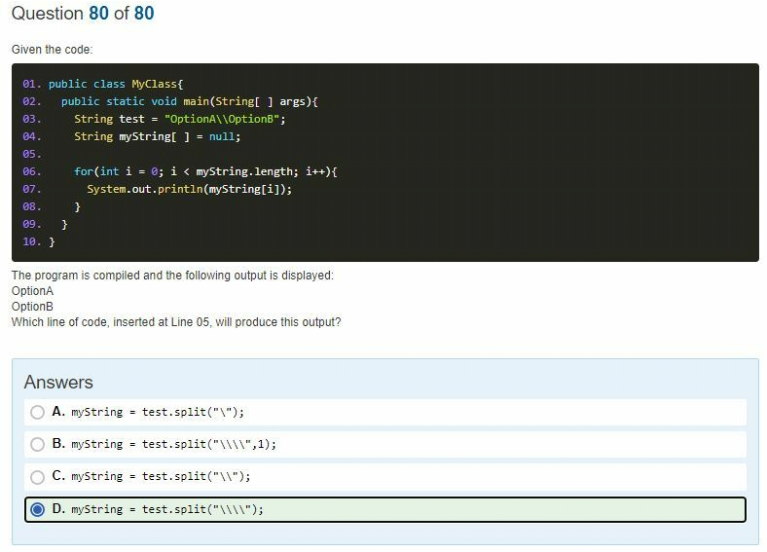 Question 80 of 80
Given the code:
01. public class MyClass{
02. public static void main(String[ ] args){
03. String test = "OptionA\\OptionB";
04. String myString[ ] = null;
05.
06. for(int i = 0; i < myString.length; i++){
07. System.out.println(myString[i]);
08. }
09. }
10. }
The program is compiled and the following output is displayed:
OptionA
OptionB
Which line of code, inserted at Line 05, will produce this output?
Answers
A. myString = test.split("\");
B. myString = test.split("\\\\",1);
C. myString = test.split("\\");
D. myString = test.split("\\\\");